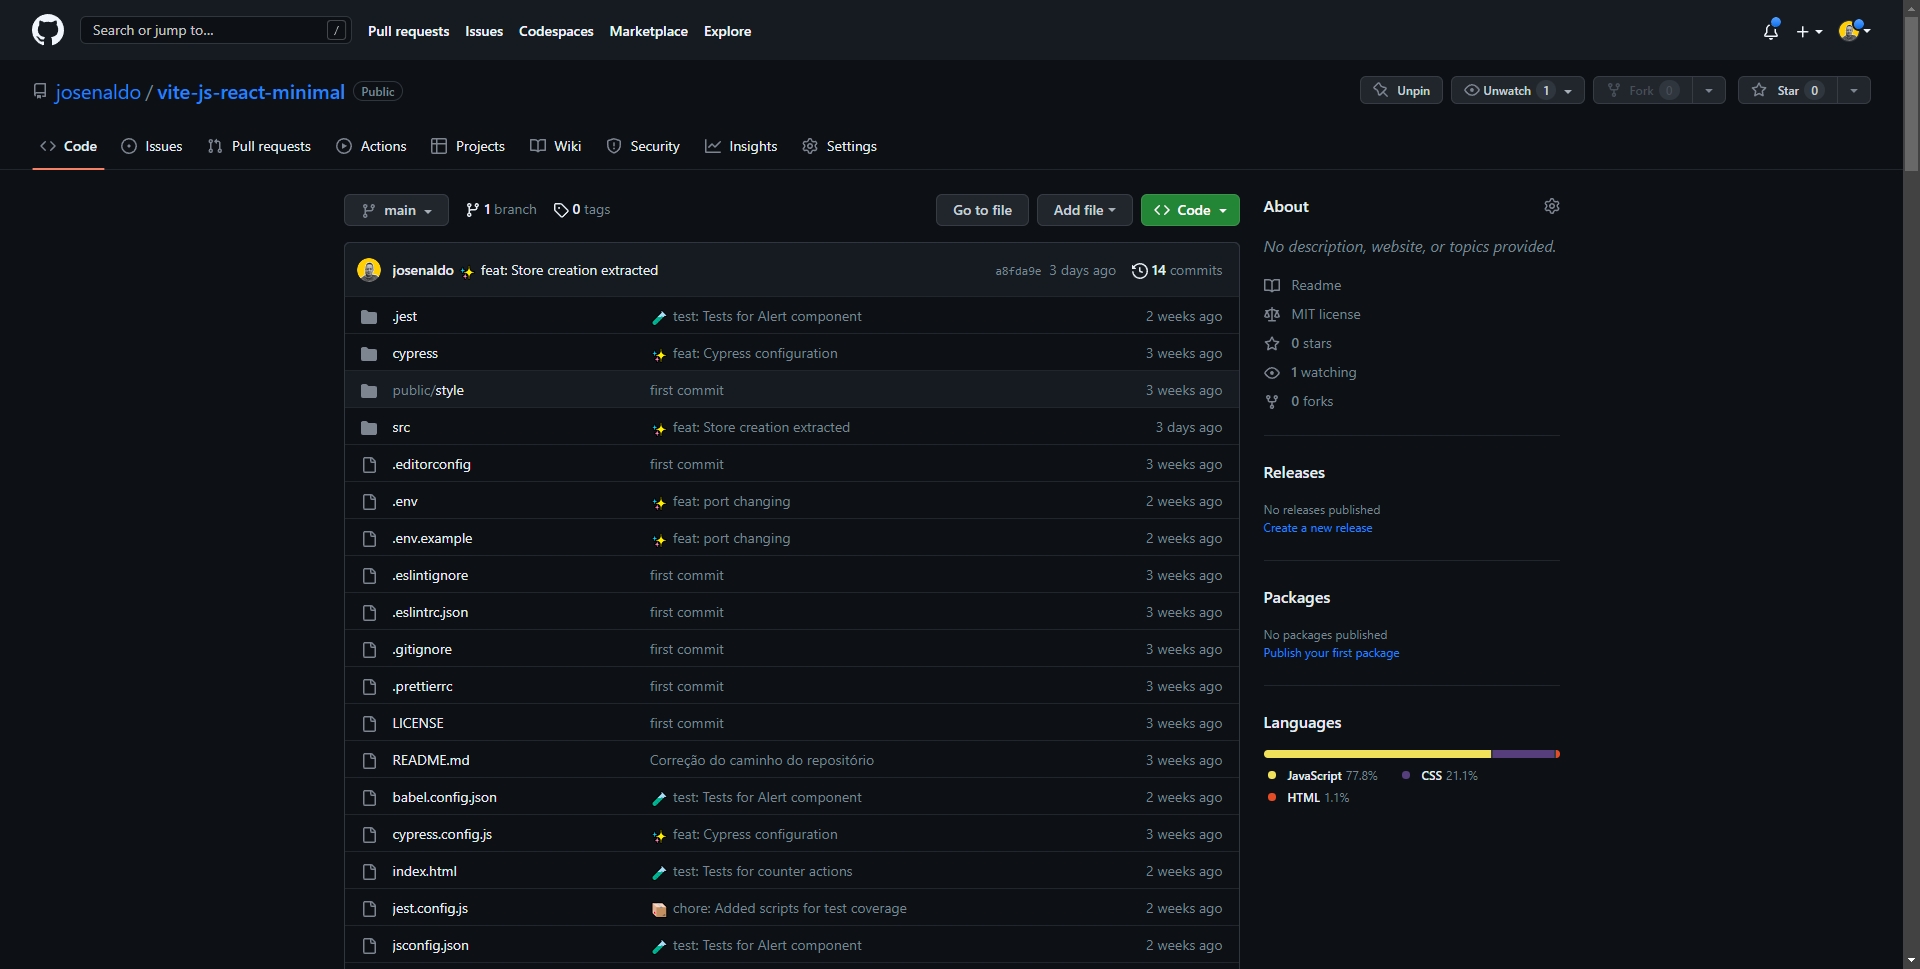 Search or jump to... / Pull requests Issues Codespaces Marketplace Explore
josenaldo / vite-js-react-minimal Public Unpin Unwatch 1 Fork 0 Star 0
Code Issues Pull requests Actions Projects Wiki Security Insights Settings
main 1 branch 0 tags Go to file Add file Code
josenaldo ✨ feat: Store creation extracted a8fda9e 3 days ago 14 commits
.jest 🧪 test: Tests for Alert component 2 weeks ago
cypress ✨ feat: Cypress configuration 3 weeks ago
public/style first commit 3 weeks ago
src ✨ feat: Store creation extracted 3 days ago
.editorconfig first commit 3 weeks ago
.env ✨ feat: port changing 2 weeks ago
.env.example ✨ feat: port changing 2 weeks ago
.eslintignore first commit 3 weeks ago
.eslintrc.json first commit 3 weeks ago
.gitignore first commit 3 weeks ago
.prettierrc first commit 3 weeks ago
LICENSE first commit 3 weeks ago
README.md Correção do caminho do repositório 3 weeks ago
babel.config.json 🧪 test: Tests for Alert component 2 weeks ago
cypress.config.js ✨ feat: Cypress configuration 3 weeks ago
index.html 🧪 test: Tests for counter actions 2 weeks ago
jest.config.js 📦 chore: Added scripts for test coverage 2 weeks ago
jsconfig.json 🧪 test: Tests for Alert component 2 weeks ago
About
No description, website, or topics provided.
Readme
MIT license
0 stars
1 watching
0 forks
Releases
No releases published
Create a new release
Packages
No packages published
Publish your first package
Languages
JavaScript 77.8% CSS 21.1%
HTML 1.1%